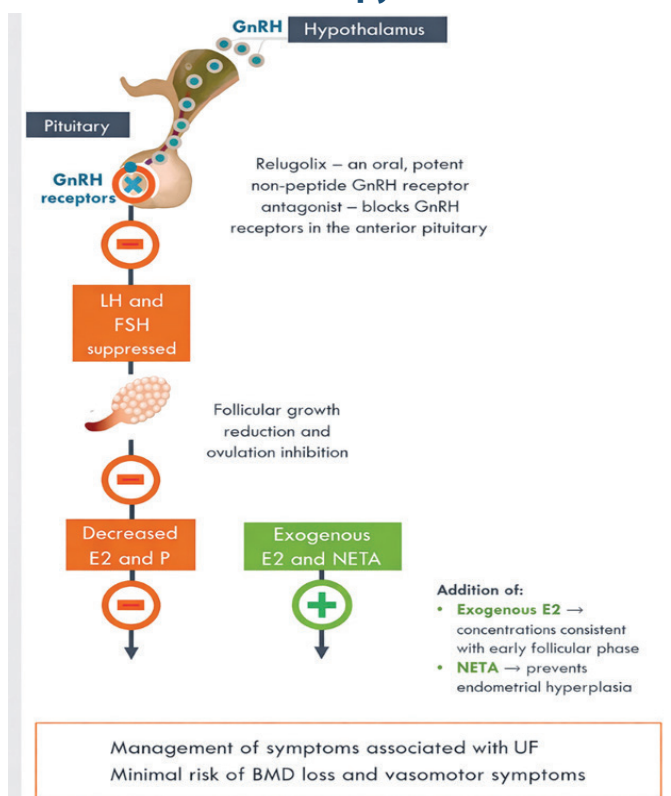 GnRH
Hypothalamus
Pituitary
GnRH
receptors
Relugolix – an oral, potent
non-peptide GnRH receptor
antagonist – blocks GnRH
receptors in the anterior pituitary
LH and
FSH
suppressed
Follicular growth
reduction and
ovulation inhibition
Decreased
E2 and P
Exogenous
E2 and NETA
Addition of:
• Exogenous E2 →
concentrations consistent
with early follicular phase
• NETA → prevents
endometrial hyperplasia
Management of symptoms associated with UF
Minimal risk of BMD loss and vasomotor symptoms